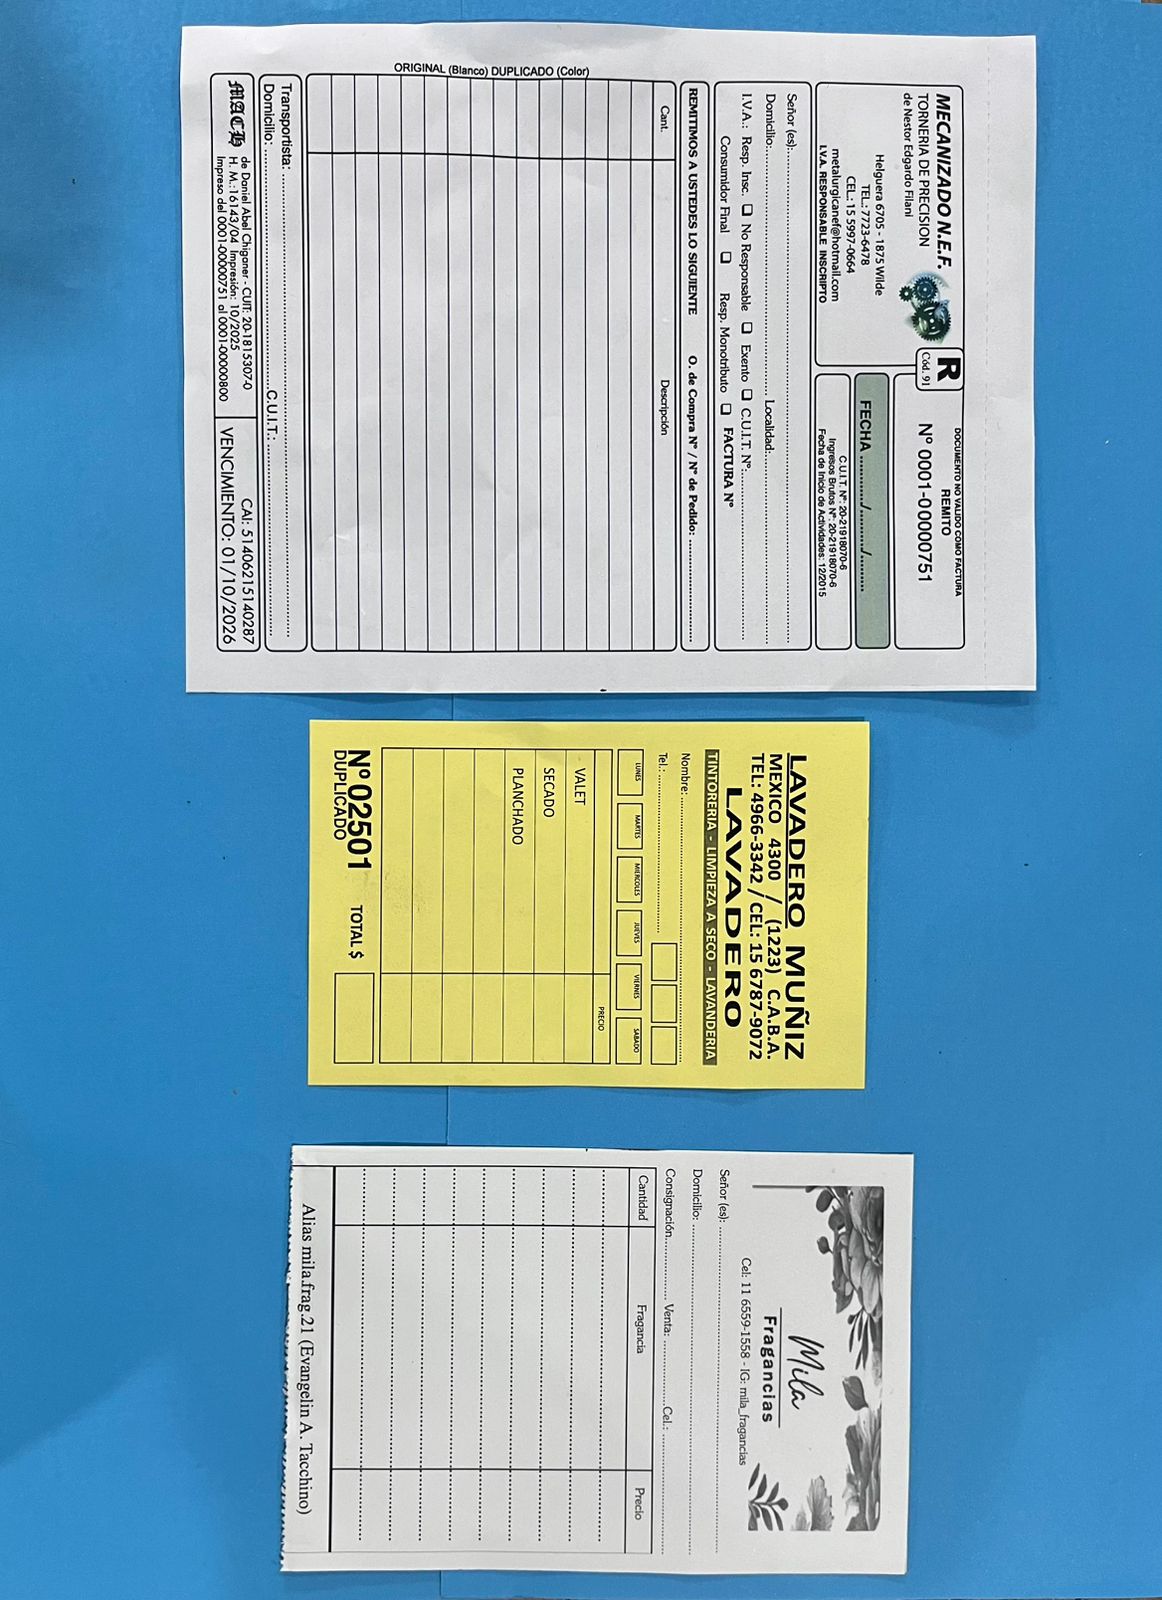 MECANIZADO N.E.F.
TORNERIA DE PRECISION
de Nestor Edgardo Filani
Helguera 6705 - 1875 Wilde
TEL.: 7723-6478
CEL.: 15 5997-0664
metalurgicanef@hotmail.com
I.V.A. RESPONSABLE INSCRIPTO
R
Cód. 91
DOCUMENTO NO VALIDO COMO FACTURA
REMITO
Nº 0001-00000751
FECHA ............/........./.........
C.U.I.T. Nº: 20-21918070-6
Ingresos Brutos Nº: 20-21918070-6
Fecha de Inicio de Actividades: 12/2015
Señor (es):
Domicilio: Localidad:
I.V.A.: Resp. Insc. No Responsable Exento C.U.I.T. Nº:
Consumidor Final Resp. Monotributo FACTURA Nº
REMITIMOS A USTEDES LO SIGUIENTE O. de Compra Nº / Nº de Pedido:
Cant. Descripción
ORIGINAL (Blanco) DUPLICADO (Color)
Transportista:
Domicilio: C.U.I.T.:
MACH
de Daniel Abel Chiganer - CUIT: 20-1815307-0
H. M.:16143/04 Impresión: 10/2025
Impreso del 0001-00000751 al 0001-00000800
CAI: 51406215140287
VENCIMIENTO: 01/10/2026
LAVADERO MUÑIZ
MEXICO 4300 / (1223) C.A.B.A.
TEL: 4966-3342 / CEL: 15 6787-9072
LAVADERO
TINTORERIA - LIMPIEZA A SECO - LAVANDERIA
Nombre:
Tel.:
LUNES MARTES MIERCOLES JUEVES VIERNES SABADO
PRECIO
VALET
SECADO
PLANCHADO
Nº 02501 TOTAL $
DUPLICADO
Mila
Fragancias
Cel: 11 6559-1558 - IG: mila_fragancias
Señor (es):
Domicilio:
Consignación Venta: Cel.:
Cantidad Fragancia Precio
Alias mila.frag.21 (Evangelin A. Tacchino)